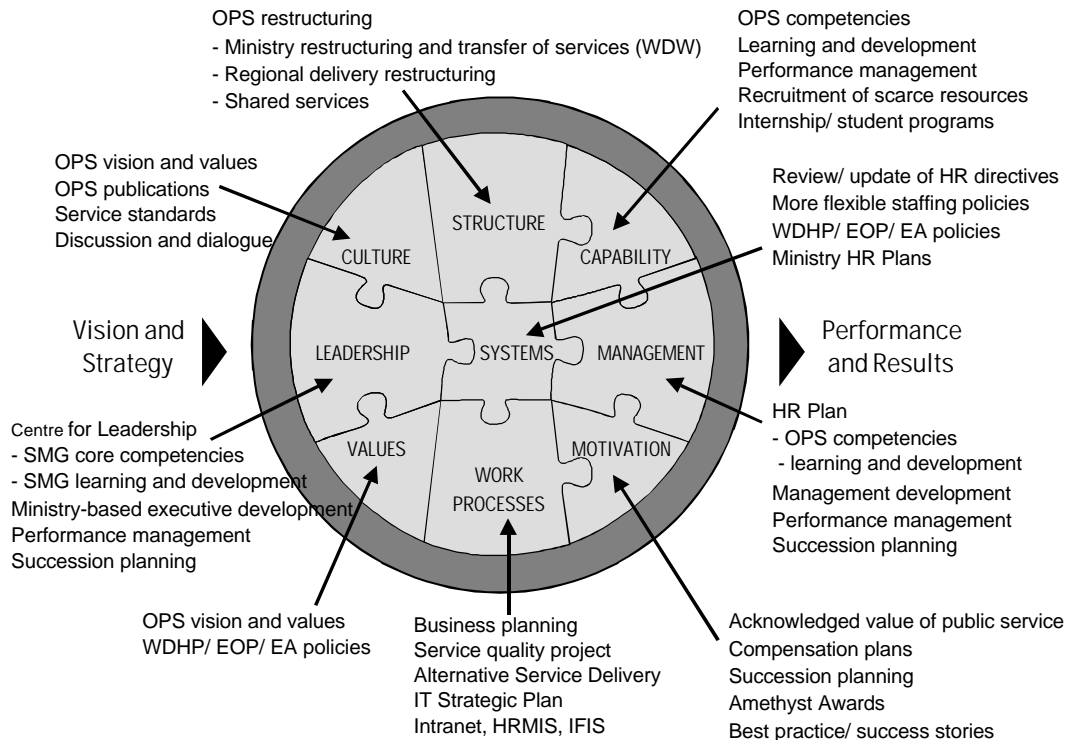 OPS restructuring
- Ministry restructuring and transfer of services (WDW)
- Regional delivery restructuring
- Shared services
OPS competencies
Learning and development
Performance management
Recruitment of scarce resources
Internship/ student programs
OPS vision and values
OPS publications
Service standards
Discussion and dialogue
Review/ update of HR directives
More flexible staffing policies
WDHP/ EOP/ EA policies
Ministry HR Plans
STRUCTURE
CULTURE
CAPABILITY
Vision and
Strategy
LEADERSHIP
SYSTEMS
MANAGEMENT
Performance
and Results
VALUES
WORK
PROCESSES
MOTIVATION
Centre for Leadership
- SMG core competencies
- SMG learning and development
Ministry-based executive development
Performance management
Succession planning
HR Plan
- OPS competencies
- learning and development
Management development
Performance management
Succession planning
OPS vision and values
WDHP/ EOP/ EA policies
Business planning
Service quality project
Alternative Service Delivery
IT Strategic Plan
Intranet, HRMIS, IFIS
Acknowledged value of public service
Compensation plans
Succession planning
Amethyst Awards
Best practice/ success stories